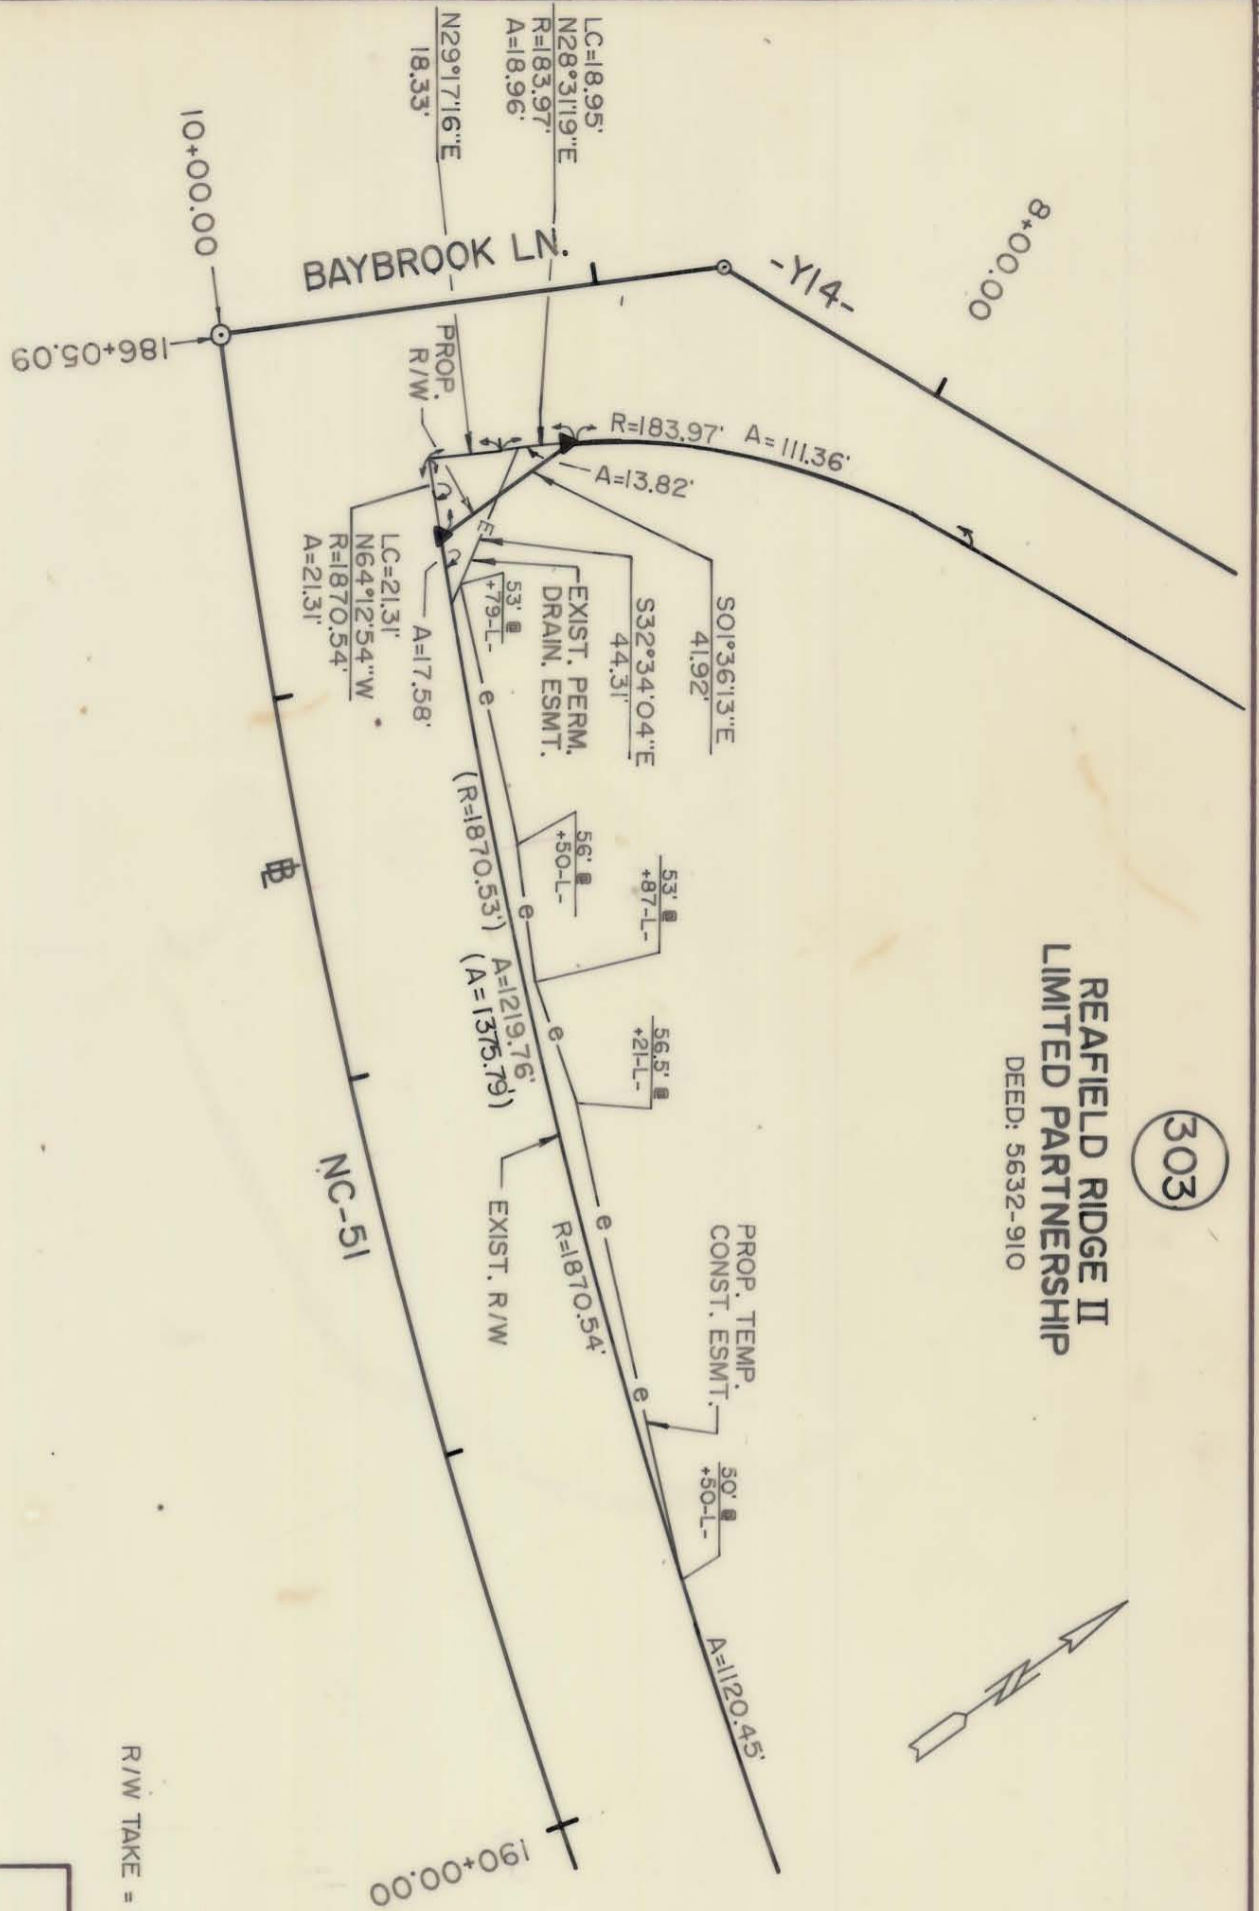 303
REAFIELD RIDGE II
LIMITED PARTNERSHIP
DEED: 5632-910
8+00.00
-Y14-
BAYBROOK LN.
10+00.00
186+05.09
LC=18.95'
N28°31'19"E
R=183.97'
A=18.96'
N29°17'16"E
18.33'
PROP.
R/W
R=183.97' A=111.36'
A=13.82'
S01°36'13"E
41.92'
S32°34'04"E
44.31'
E
EXIST. PERM.
DRAIN. ESMT.
53' @
+79-L-
A=17.58'
LC=21.31'
N64°12'54"W
R=1870.54'
A=21.31'
e
56' @
+50-L-
e
53' @
+87-L-
e
56.5' @
+21-L-
e
e
PROP. TEMP.
CONST. ESMT.
50' @
+50-L-
(R=1870.53') A=1219.76'
(A=1375.79')
EXIST. R/W
R=1870.54'
A=1120.45'
BL
NC-51
190+00.00
N
R/W TAKE =